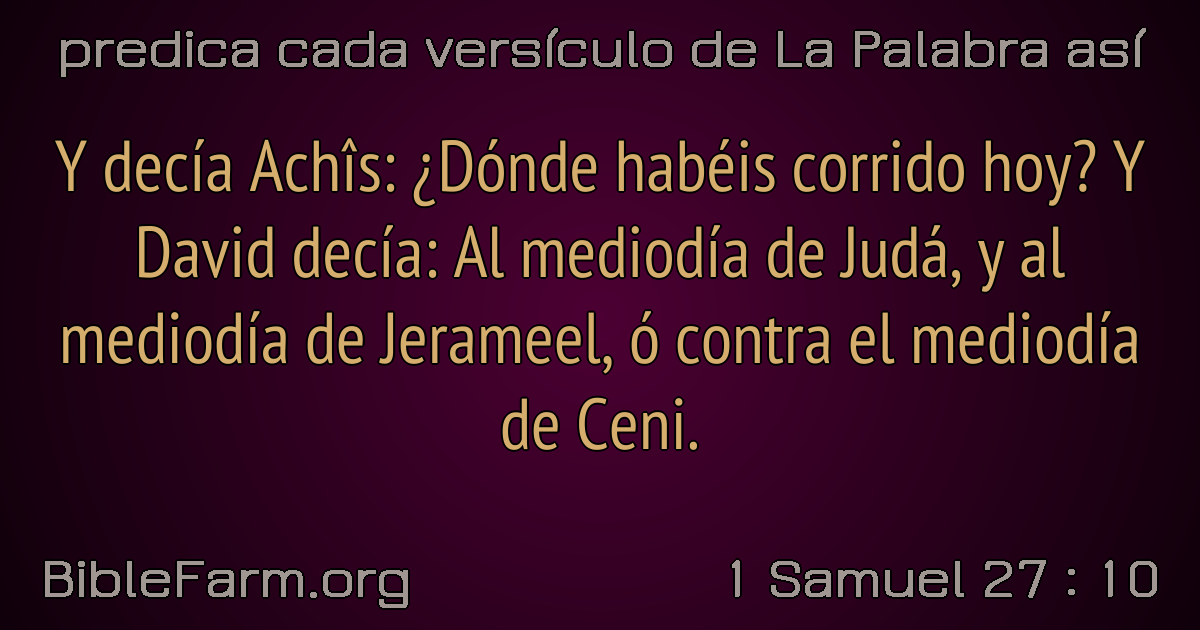 predica cada versículo de La Palabra así
Y decía Achîs: ¿Dónde habéis corrido hoy? Y
David decía: Al mediodía de Judá, y al
mediodía de Jerameel, ó contra el mediodía
de Ceni.
BibleFarm.org
1 Samuel 27 : 10